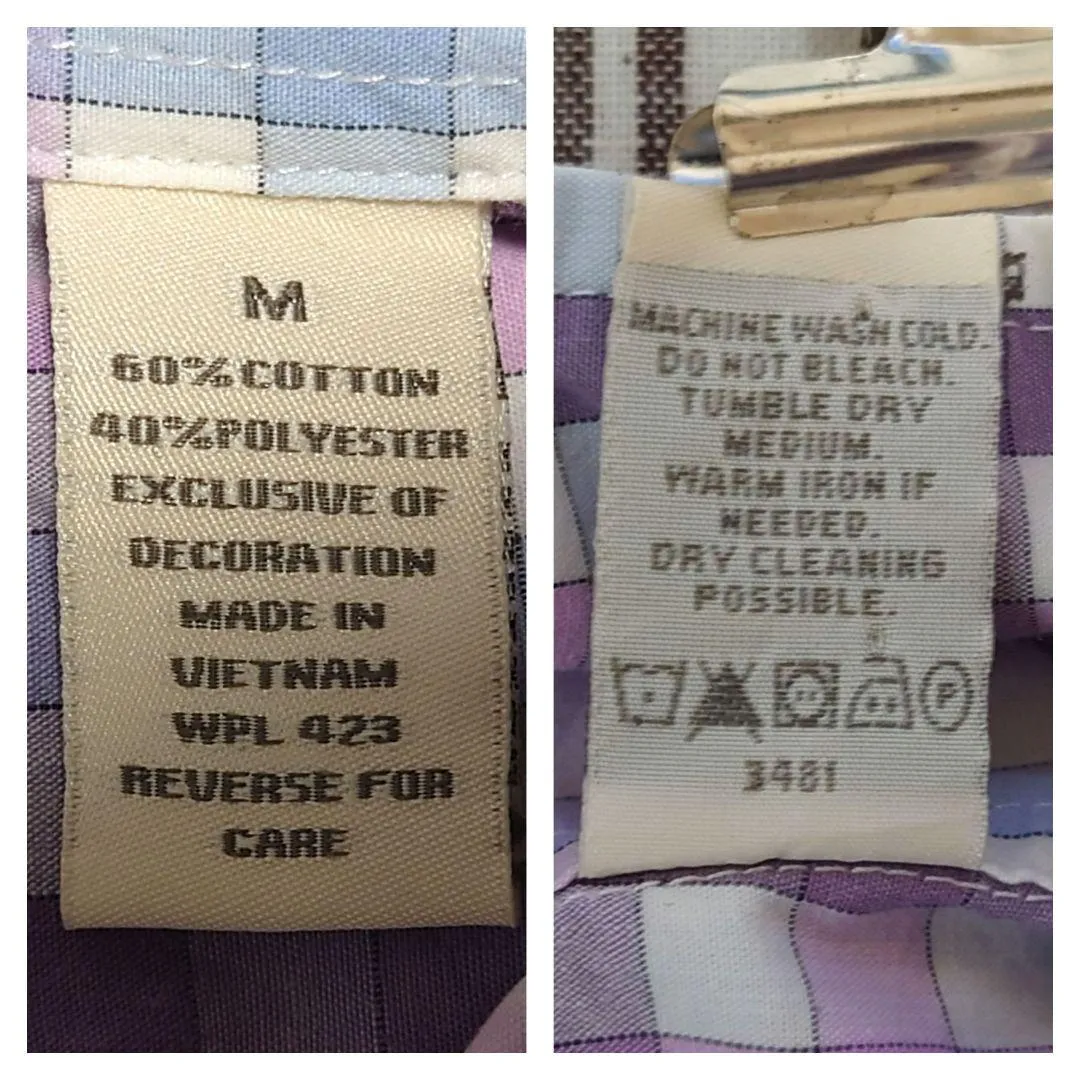 M
60% COTTON
40% POLYESTER
EXCLUSIVE OF
DECORATION
MADE IN
VIETNAM
WPL 423
REVERSE FOR
CARE
MACHINE WASH COLD.
DO NOT BLEACH.
TUMBLE DRY
MEDIUM.
WARM IRON IF
NEEDED.
DRY CLEANING
POSSIBLE.
P
3481